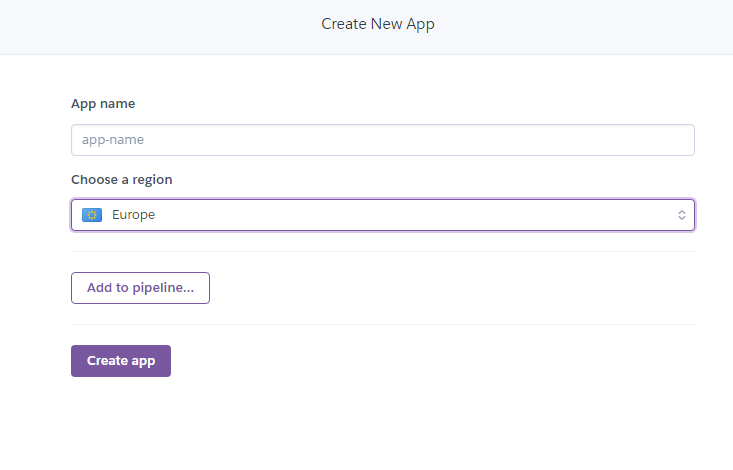 Create New App
App name
app-name
Choose a region
Europe
Add to pipeline...
Create app